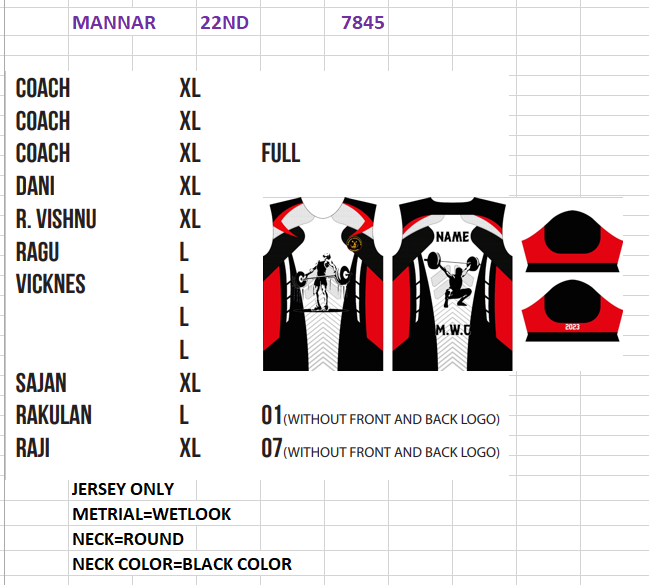 MANNAR 22ND 7845
COACH XL
COACH XL
COACH XL FULL
DANI XL
R. VISHNU XL
RAGU L
VICKNES L
L
L
SAJAN XL
RAKULAN L 01(WITHOUT FRONT AND BACK LOGO)
RAJI XL 07(WITHOUT FRONT AND BACK LOGO)
NAME
M.W.C
2023
JERSEY ONLY
METRIAL=WETLOOK
NECK=ROUND
NECK COLOR=BLACK COLOR